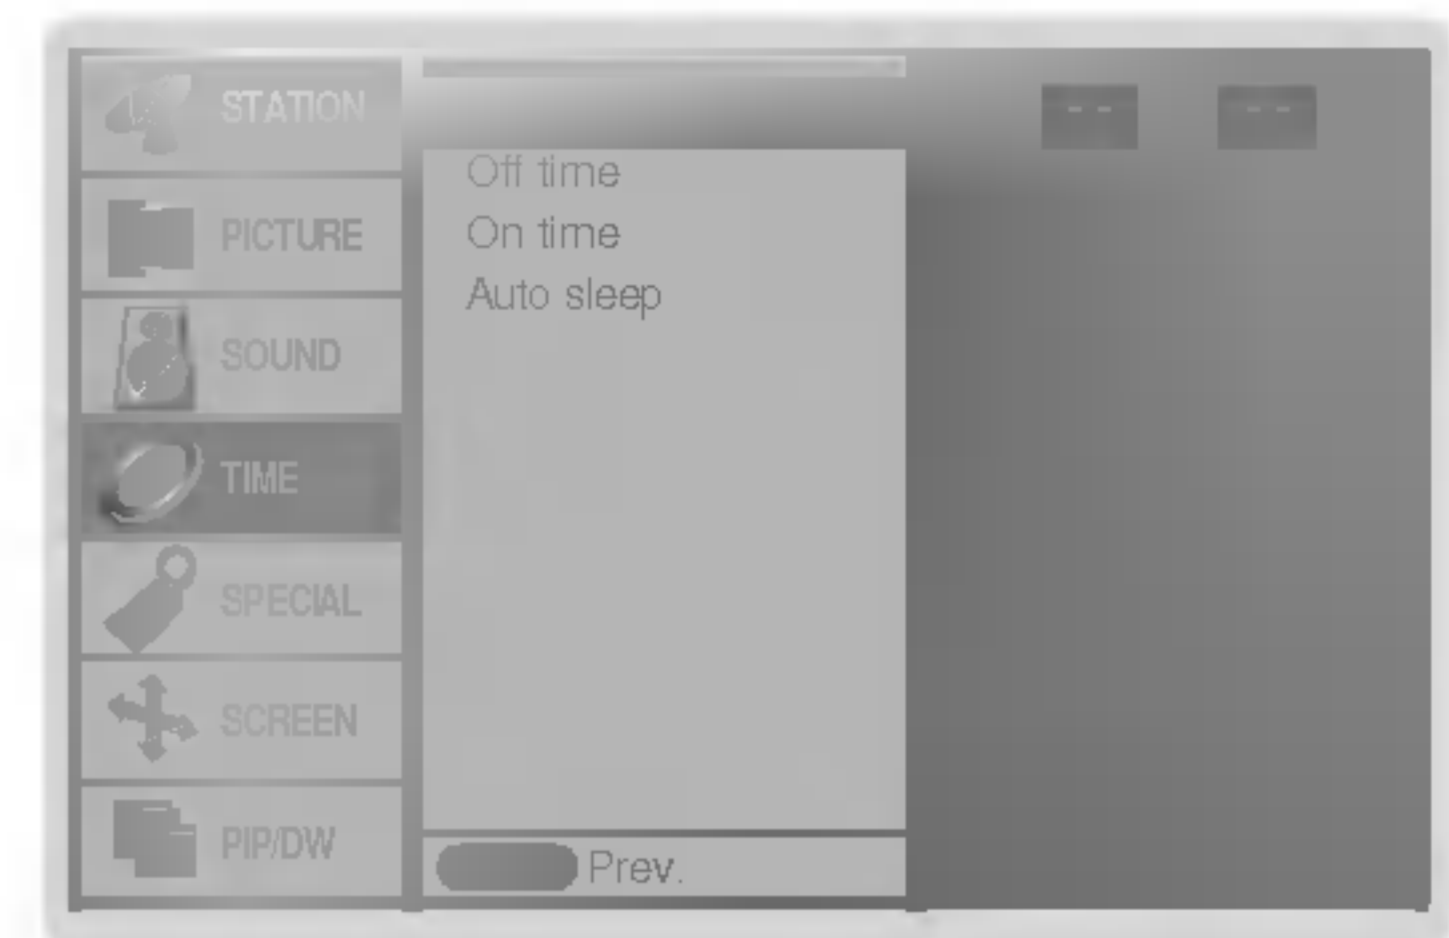 STATION
PICTURE
SOUND
TIME
SPECIAL
SCREEN
PIP/DW
Off time
On time
Auto sleep
Prev.
-- --